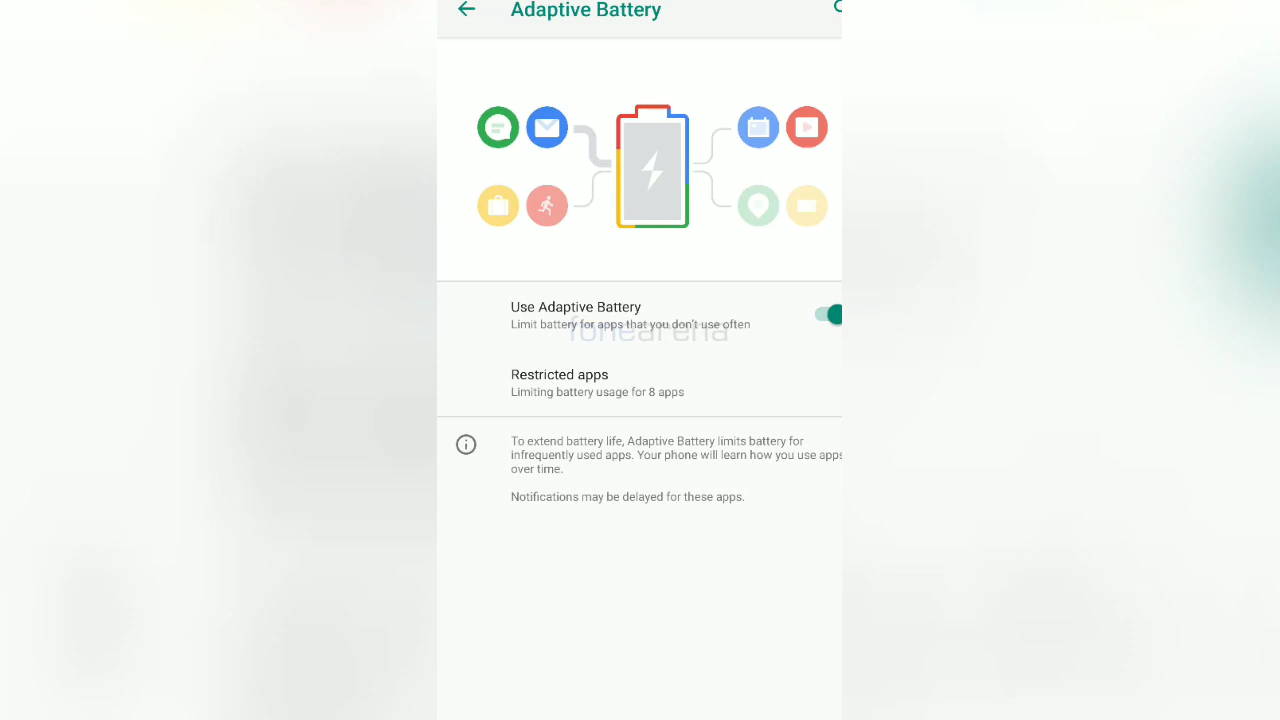 Adaptive Battery
Use Adaptive Battery
Limit battery for apps that you don't use often
fonearena
Restricted apps
Limiting battery usage for 8 apps
To extend battery life, Adaptive Battery limits battery for
infrequently used apps. Your phone will learn how you use apps
over time.
Notifications may be delayed for these apps.